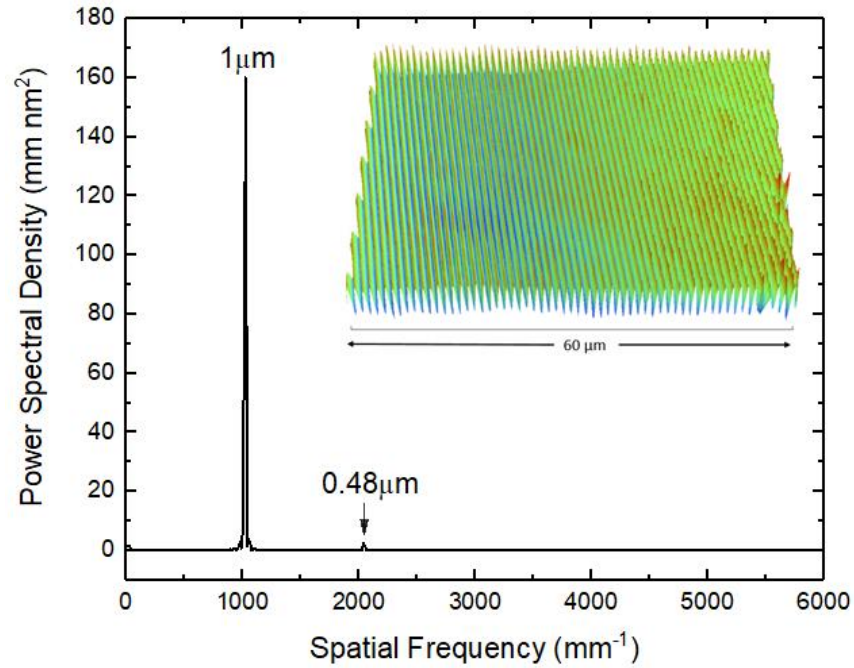 180
160
140
120
100
80
60
40
20
0
Power Spectral Density (mm nm²)
1μm
0.48μm
60 μm
0 1000 2000 3000 4000 5000 6000
Spatial Frequency (mm⁻¹)